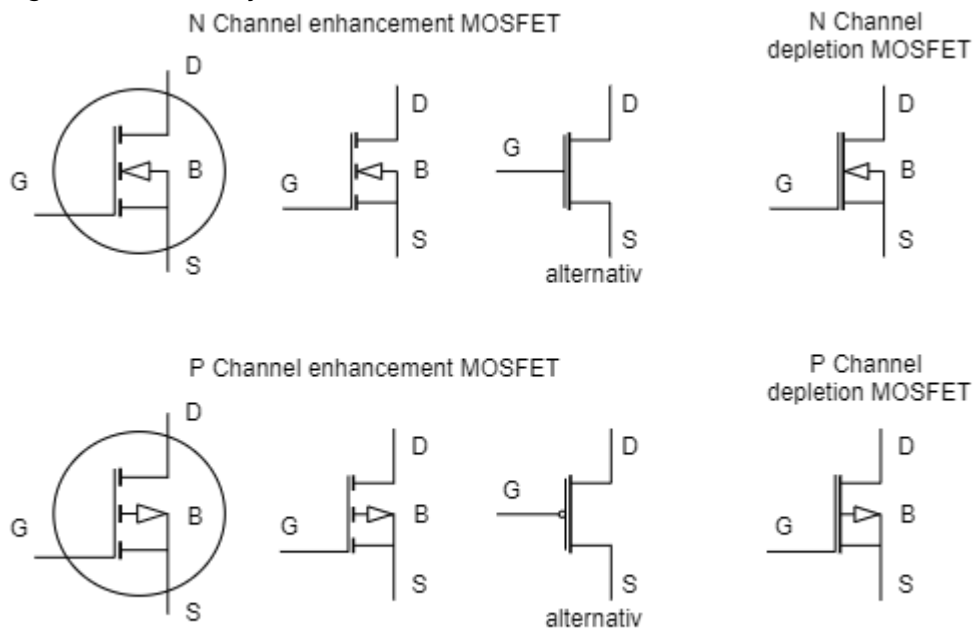 N Channel enhancement MOSFET
N Channel
depletion MOSFET
D
G
B
S
D
G
B
S
D
G
S
alternativ
D
G
B
S
P Channel enhancement MOSFET
P Channel
depletion MOSFET
D
G
B
S
D
G
B
S
D
G
S
alternativ
D
G
B
S